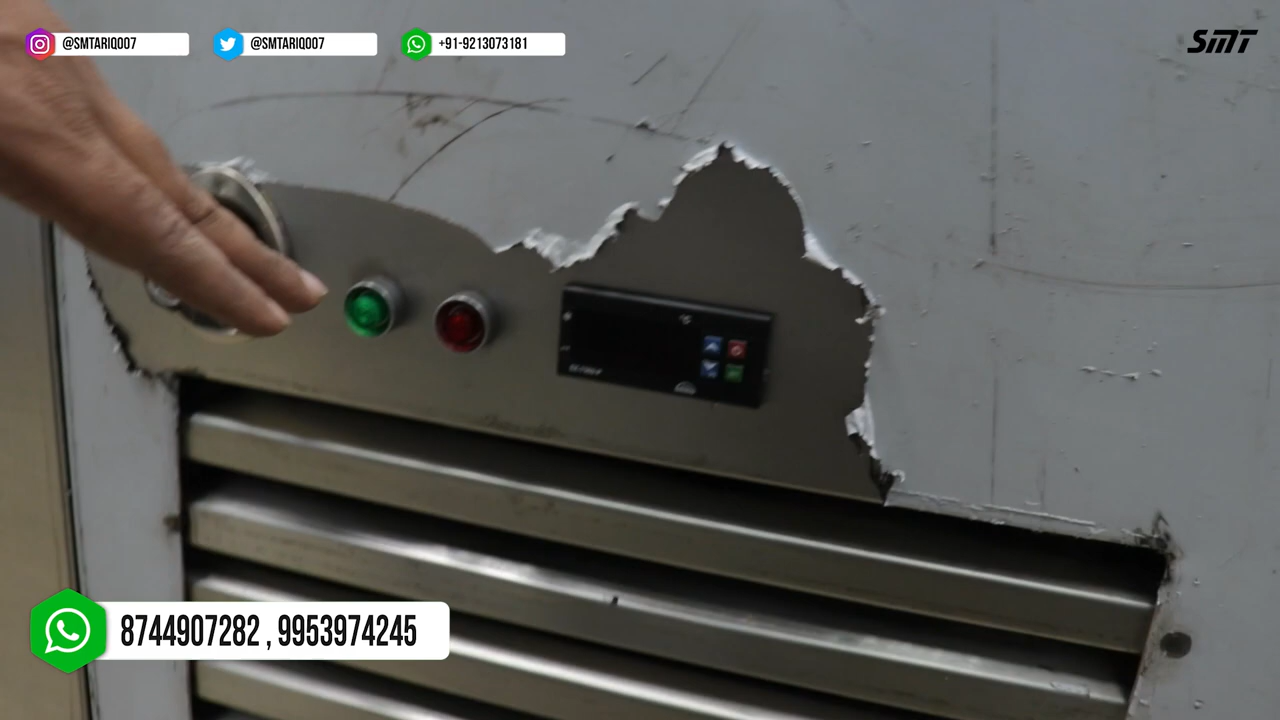 @SMTARIQ007
@SMTARIQ007
+91-9213073181
SMT
°C
8744907282 , 9953974245